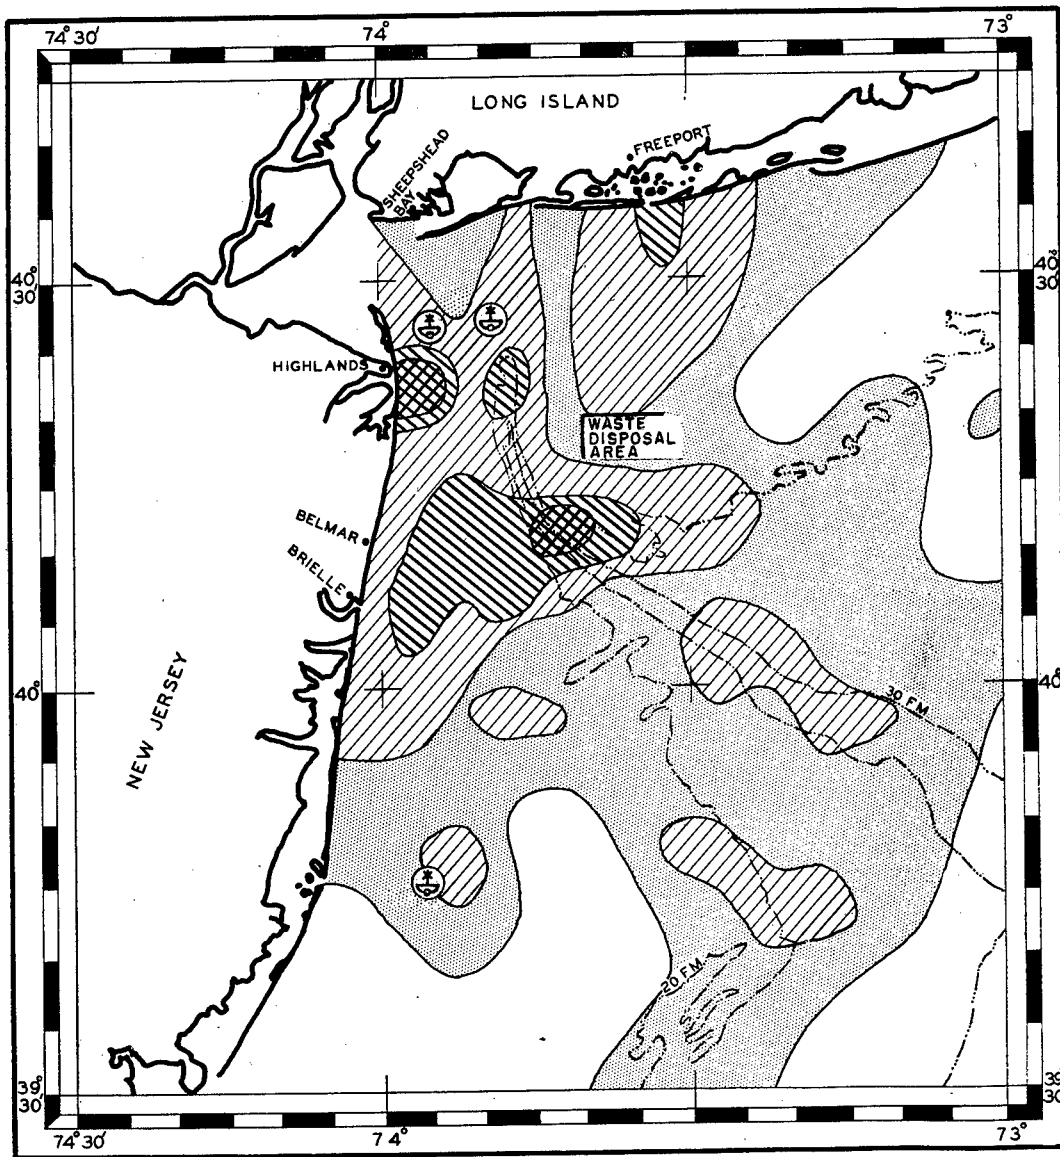 74° 30′
74°
73°
LONG ISLAND
FREEPORT
SHEEPSHEAD
BAY
40°
30′
40°
30′
HIGHLANDS
WASTE
DISPOSAL
AREA
BELMAR
BRIELLE
40°
40°
30 FM
NEW JERSEY
20 FM
39°
30′
39°
30′
74° 30′
74°
73°